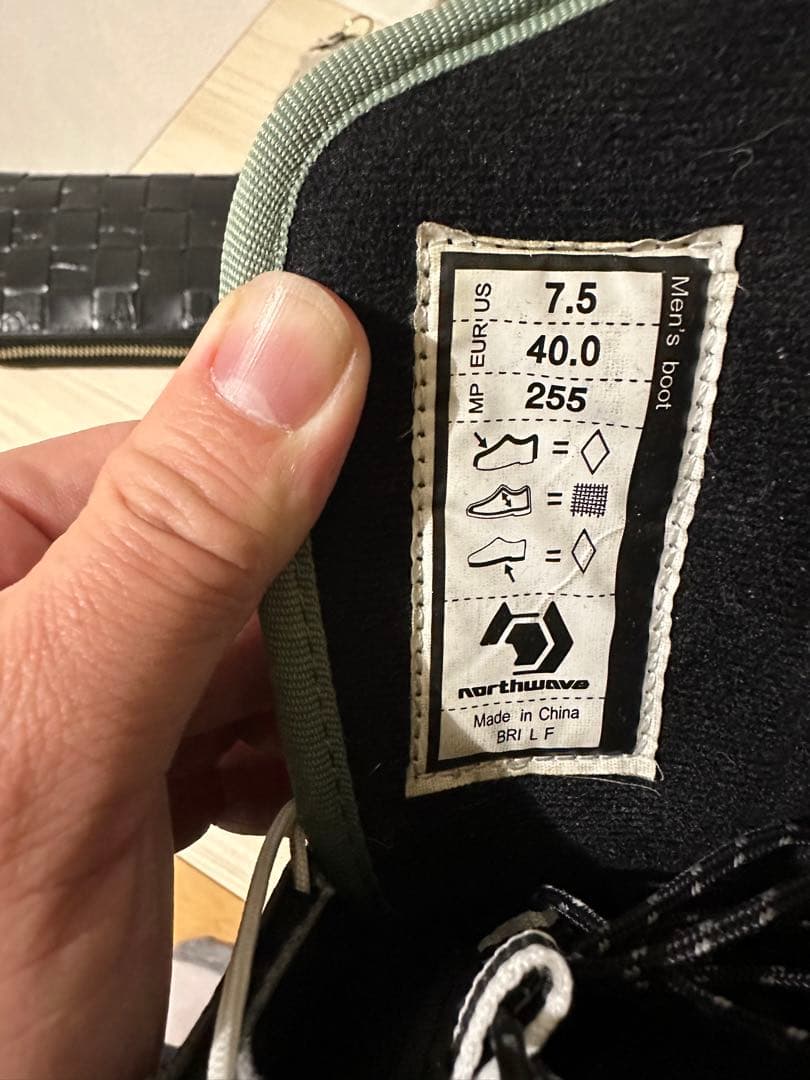 US 7.5
EUR 40.0
MP 255
=
=
=
northwave
Made in China
BRI L F
Men's boot